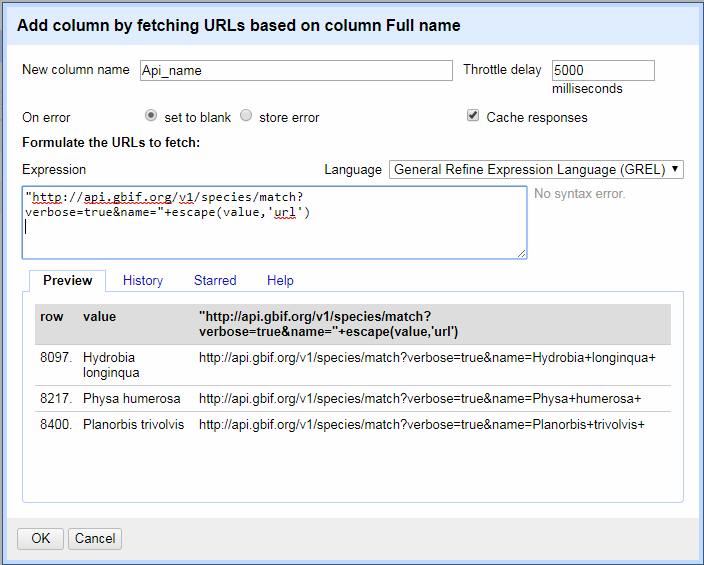 Add column by fetching URLs based on column Full name
New column name Api_name Throttle delay 5000
milliseconds
On error set to blank store error Cache responses
Formulate the URLs to fetch:
Expression Language General Refine Expression Language (GREL)
"http://api.gbif.org/v1/species/match?
verbose=true&name="+escape(value,'url')
No syntax error.
Preview History Starred Help
row value "http://api.gbif.org/v1/species/match?
verbose=true&name="+escape(value,'url')
8097. Hydrobia http://api.gbif.org/v1/species/match?verbose=true&name=Hydrobia+longinqua+
longinqua
8217. Physa humerosa http://api.gbif.org/v1/species/match?verbose=true&name=Physa+humerosa+
8400. Planorbis trivolvis http://api.gbif.org/v1/species/match?verbose=true&name=Planorbis+trivolvis+
OK Cancel